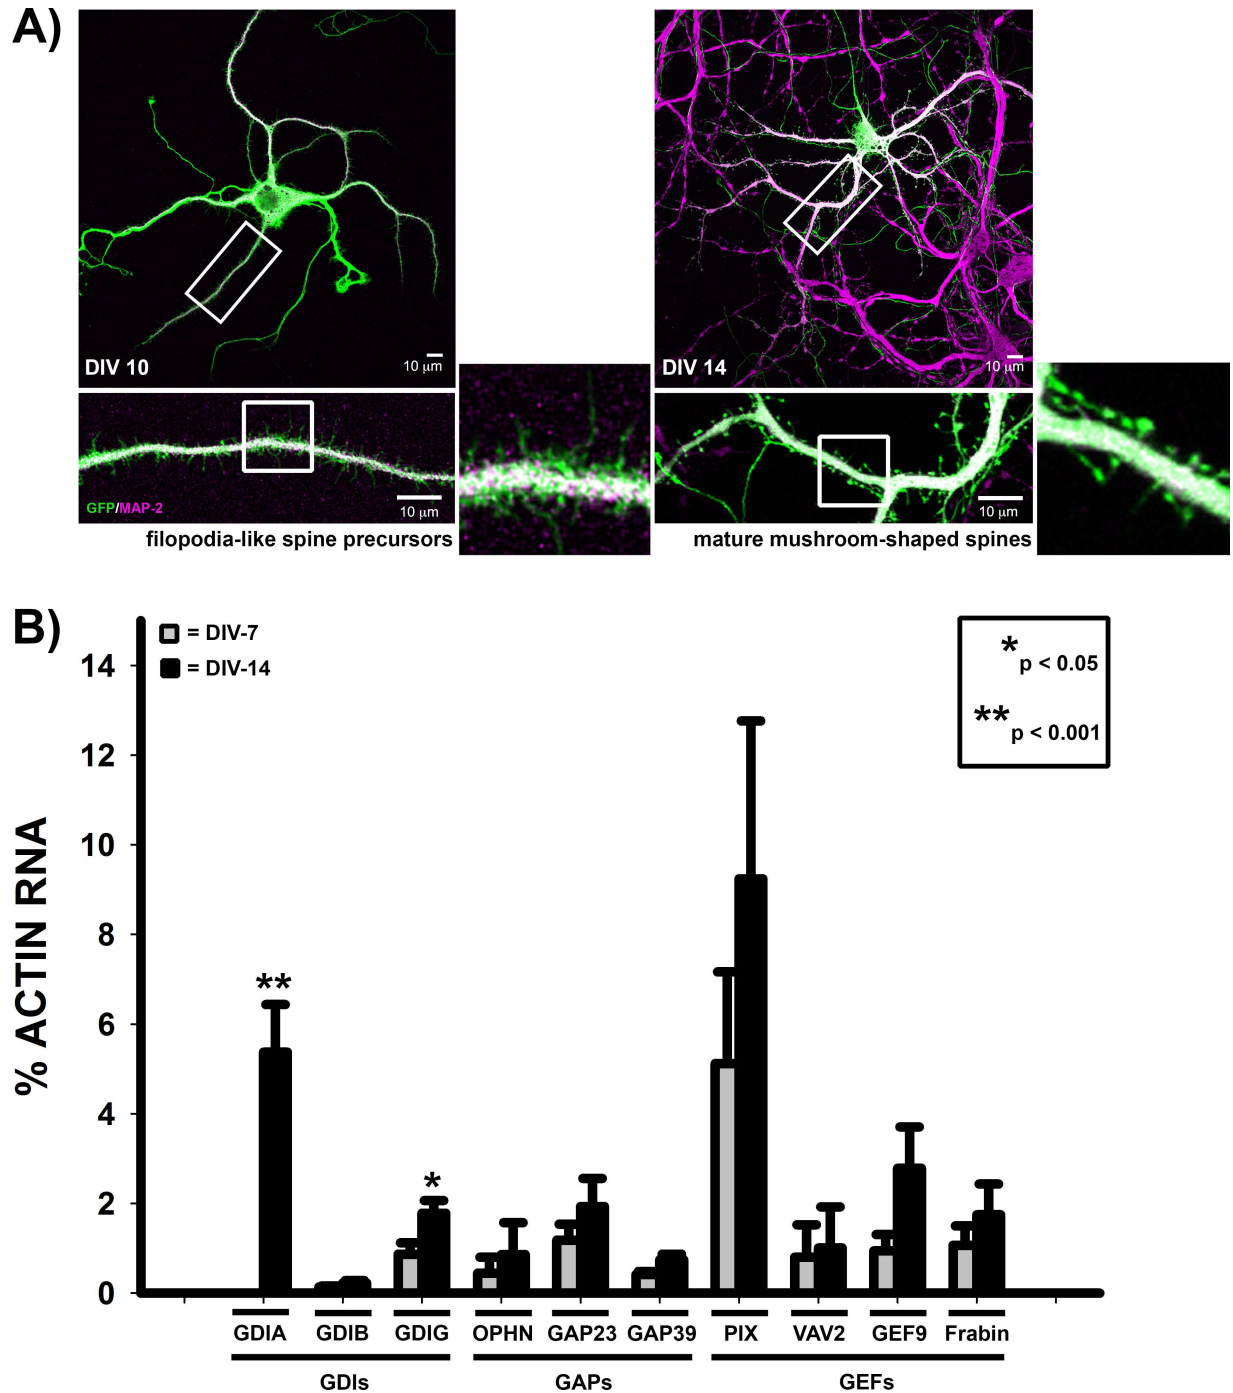 A)
DIV 10
10 μm
DIV 14
10 μm
GFP/MAP-2
10 μm
10 μm
filopodia-like spine precursors
mature mushroom-shaped spines
B)
= DIV-7
= DIV-14
*
p < 0.05
**
p < 0.001
% ACTIN RNA
14
12
10
8
6
4
2
0
**
*
GDIA GDIB GDIG OPHN GAP23 GAP39 PIX VAV2 GEF9 Frabin
GDIs GAPs GEFs